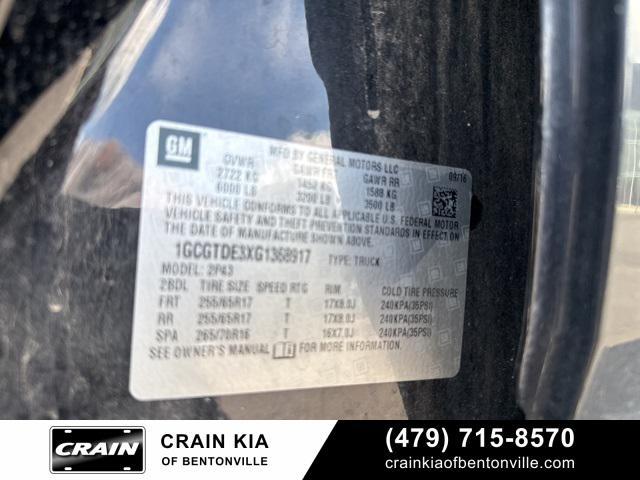 GM
MFD BY GENERAL MOTORS LLC
GVWR GAWR FRT GAWR RR 09/16
2722 KG 1452 KG 1588 KG
6000 LB 3200 LB 3500 LB
THIS VEHICLE CONFORMS TO ALL APPLICABLE U.S. FEDERAL MOTOR
VEHICLE SAFETY AND THEFT PREVENTION STANDARDS IN EFFECT ON
THE DATE OF MANUFACTURE SHOWN ABOVE.
1GCGTDE3XG1368917 TYPE: TRUCK
MODEL: 2P43
2BDL TIRE SIZE SPEED RTG RIM COLD TIRE PRESSURE
FRT 255/65R17 T 17X8.0J 240KPA(35PSI)
RR 255/65R17 T 17X8.0J 240KPA(35PSI)
SPA 265/70R16 T 16X7.0J 240KPA(35PSI)
SEE OWNER'S MANUAL FOR MORE INFORMATION.
CRAIN
CRAIN KIA
OF BENTONVILLE
(479) 715-8570
crainkiaofbentonville.com